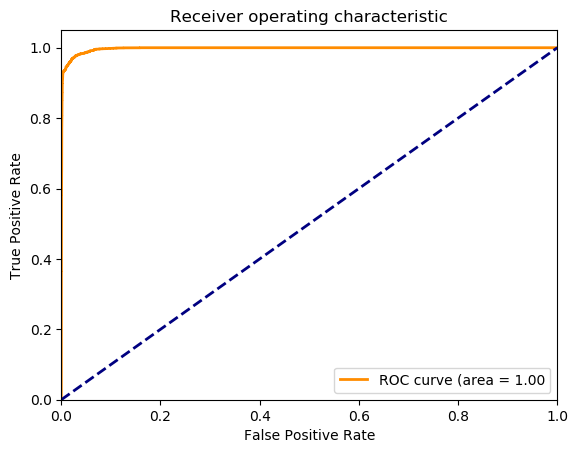 Receiver operating characteristic
1.0
0.8
0.6
0.4
0.2
0.0
True Positive Rate
ROC curve (area = 1.00
0.0 0.2 0.4 0.6 0.8 1.0
False Positive Rate